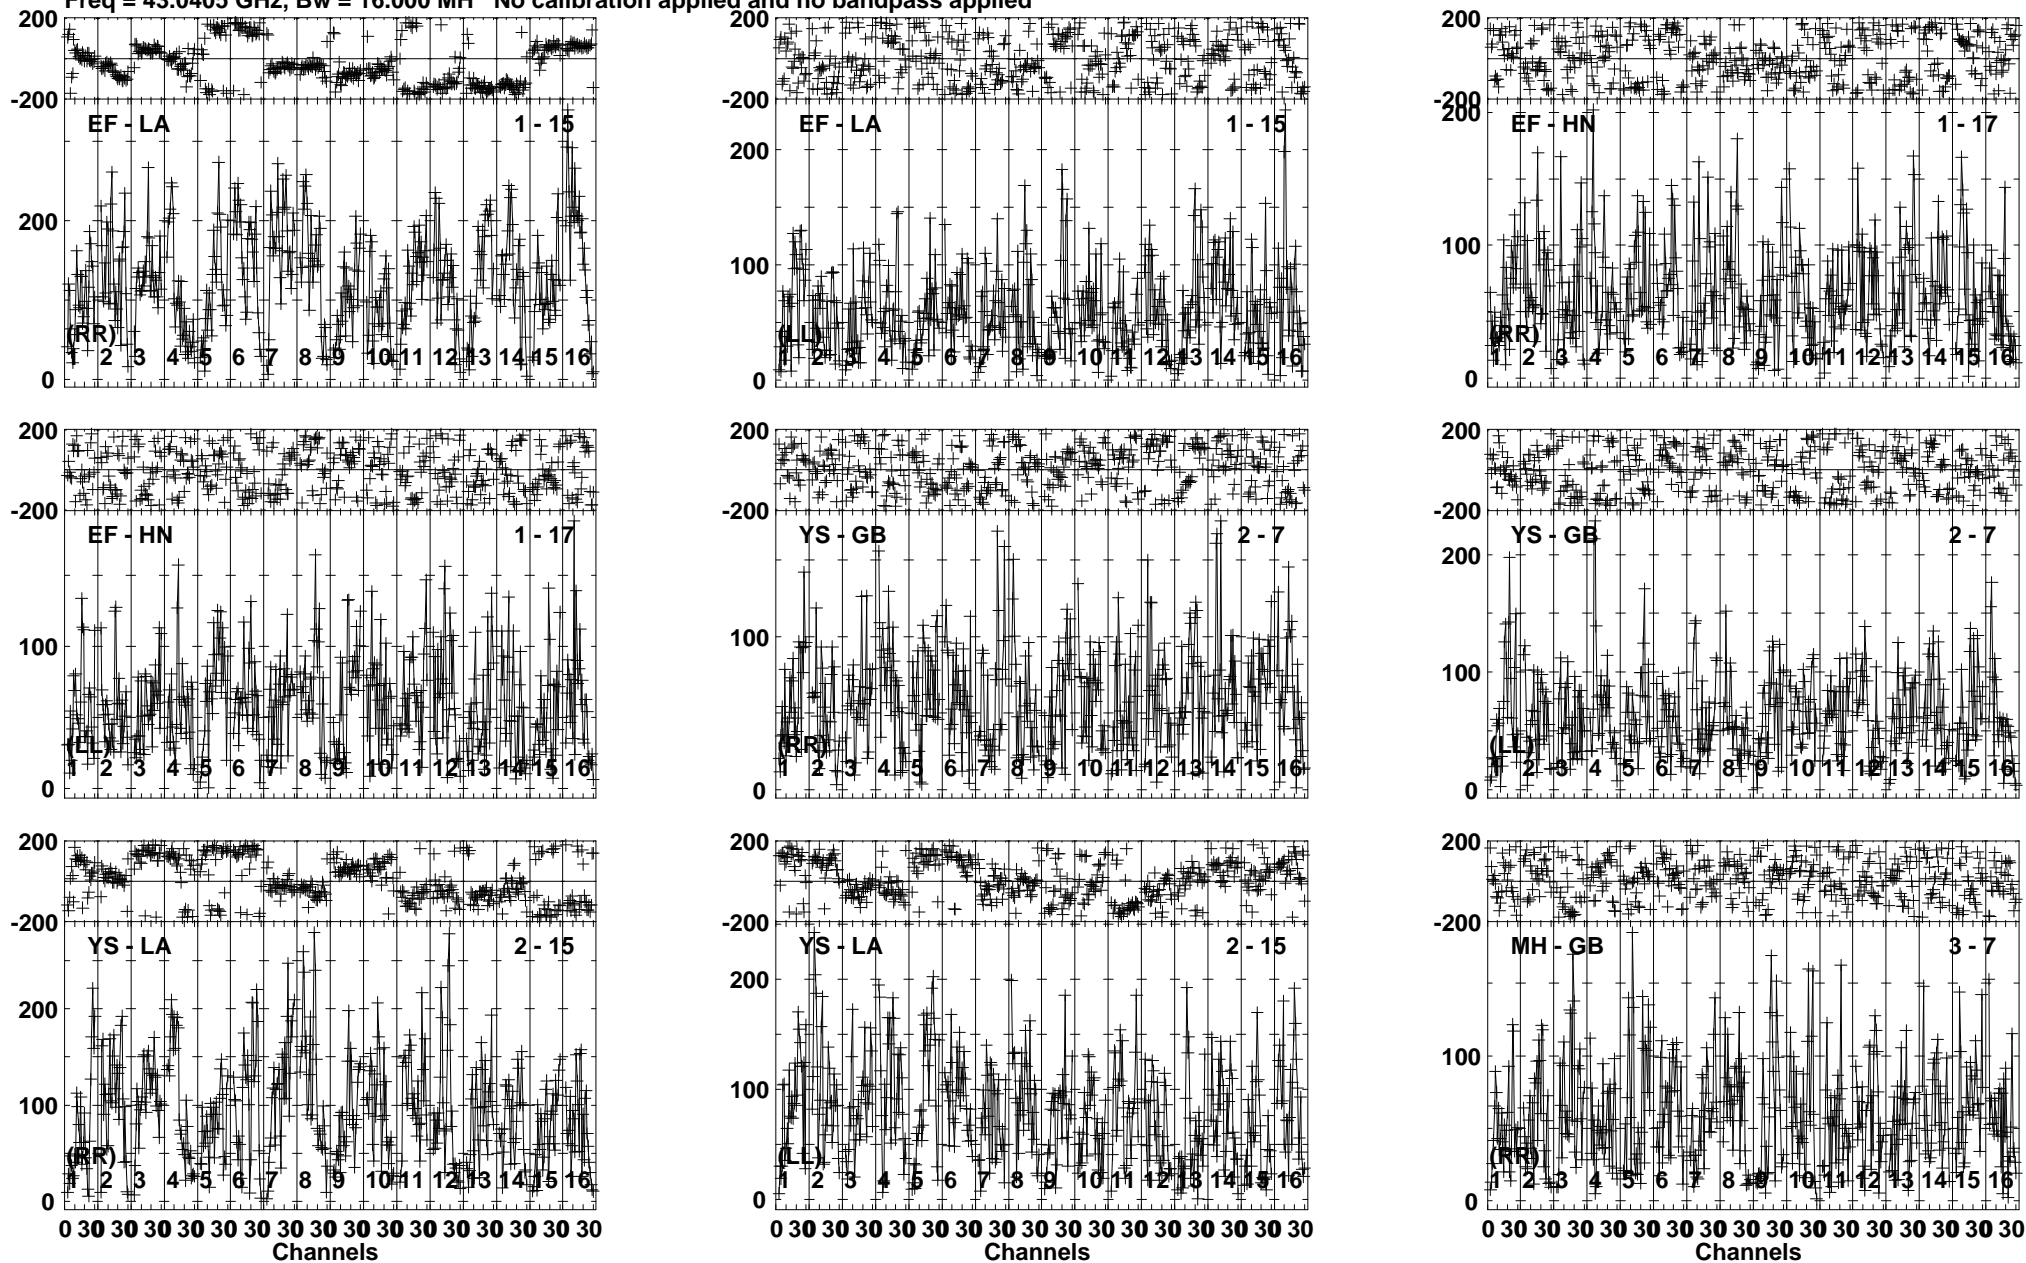 Freq = 43.0405 GHz, Bw = 16.000 MH No calibration applied and no bandpass applied
200 200 200
-200 -200 -200
EF - LA 1 - 15 EF - LA 1 - 15 200 EF - HN 1 - 17
200 200 100
100
(RR) (LL) (RR)
1 2 3 4 5 6 7 8 9 10 11 12 13 14 15 16 1 2 3 4 5 6 7 8 9 10 11 12 13 14 15 16 1 2 3 4 5 6 7 8 9 10 11 12 13 14 15 16
0 0 0
200 200 200
-200 -200 -200
EF - HN 1 - 17 YS - GB 2 - 7 YS - GB 2 - 7
200
100 100 100
(LL) (RR) (LL)
1 2 3 4 5 6 7 8 9 10 11 12 13 14 15 16 1 2 3 4 5 6 7 8 9 10 11 12 13 14 15 16 1 2 3 4 5 6 7 8 9 10 11 12 13 14 15 16
0 0 0
200 200 200
-200 -200 -200
YS - LA 2 - 15 YS - LA 2 - 15 MH - GB 3 - 7
200 200
100 100 100
(RR) (LL) (RR)
1 2 3 4 5 6 7 8 9 10 11 12 13 14 15 16 1 2 3 4 5 6 7 8 9 10 11 12 13 14 15 16 1 2 3 4 5 6 7 8 9 10 11 12 13 14 15 16
0 0 0
0 30 30 30 30 30 30 30 30 30 30 30 30 30 30 30 30 0 30 30 30 30 30 30 30 30 30 30 30 30 30 30 30 30 0 30 30 30 30 30 30 30 30 30 30 30 30 30 30 30 30
Channels Channels Channels